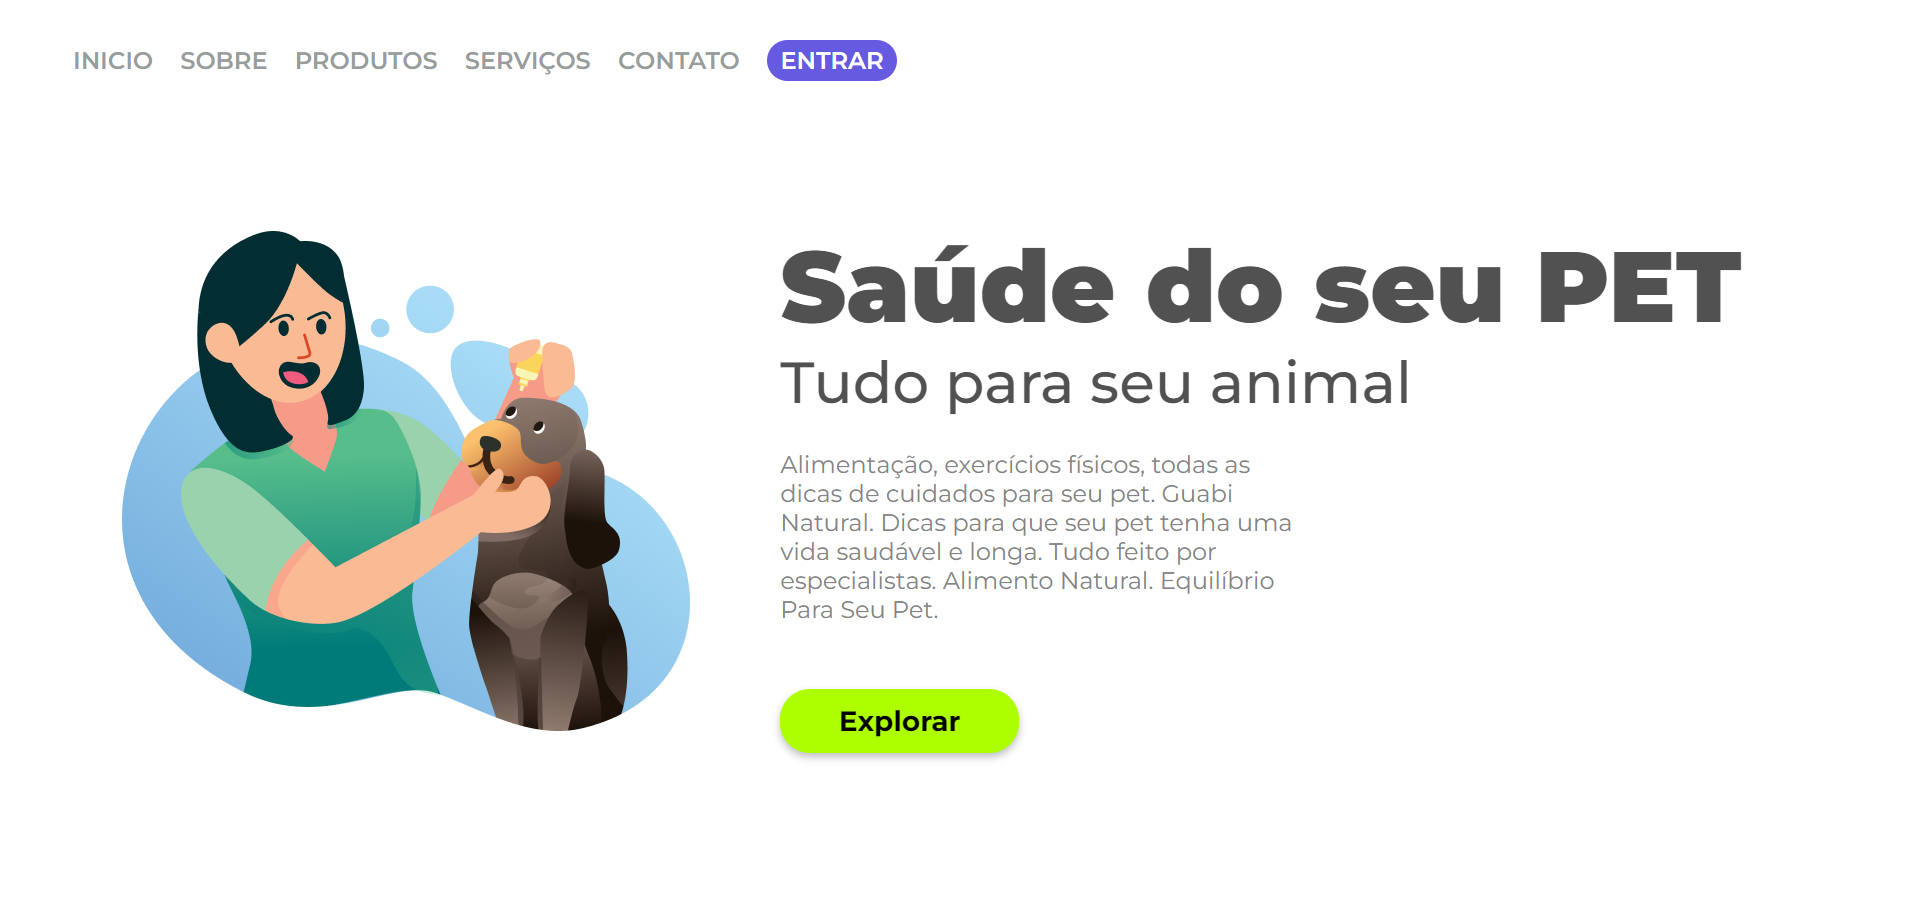 INICIO SOBRE PRODUTOS SERVIÇOS CONTATO ENTRAR
Saúde do seu PET
Tudo para seu animal
Alimentação, exercícios físicos, todas as
dicas de cuidados para seu pet. Guabi
Natural. Dicas para que seu pet tenha uma
vida saudável e longa. Tudo feito por
especialistas. Alimento Natural. Equilíbrio
Para Seu Pet.
Explorar